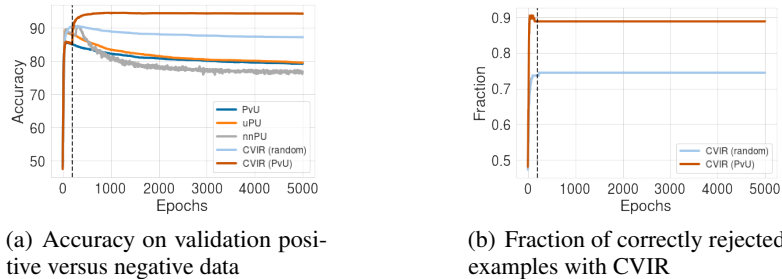 90
80
70
60
50
Accuracy
PvU
uPU
nnPU
CVIR (random)
CVIR (PvU)
0 1000 2000 3000 4000 5000
Epochs
(a) Accuracy on validation posi-
tive versus negative data
0.9
0.8
0.7
0.6
0.5
Fraction
CVIR (random)
CVIR (PvU)
0 1000 2000 3000 4000 5000
Epochs
(b) Fraction of correctly rejected
examples with CVIR